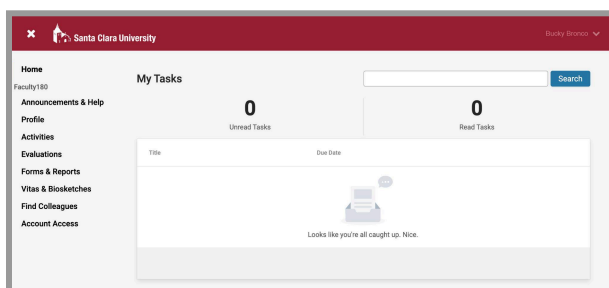 Santa Clara University
Bucky Bronco
Home
Faculty180
Announcements & Help
Profile
Activities
Evaluations
Forms & Reports
Vitas & Biosketches
Find Colleagues
Account Access
My Tasks
Search
0
Unread Tasks
0
Read Tasks
Title Due Date
Looks like you're all caught up. Nice.